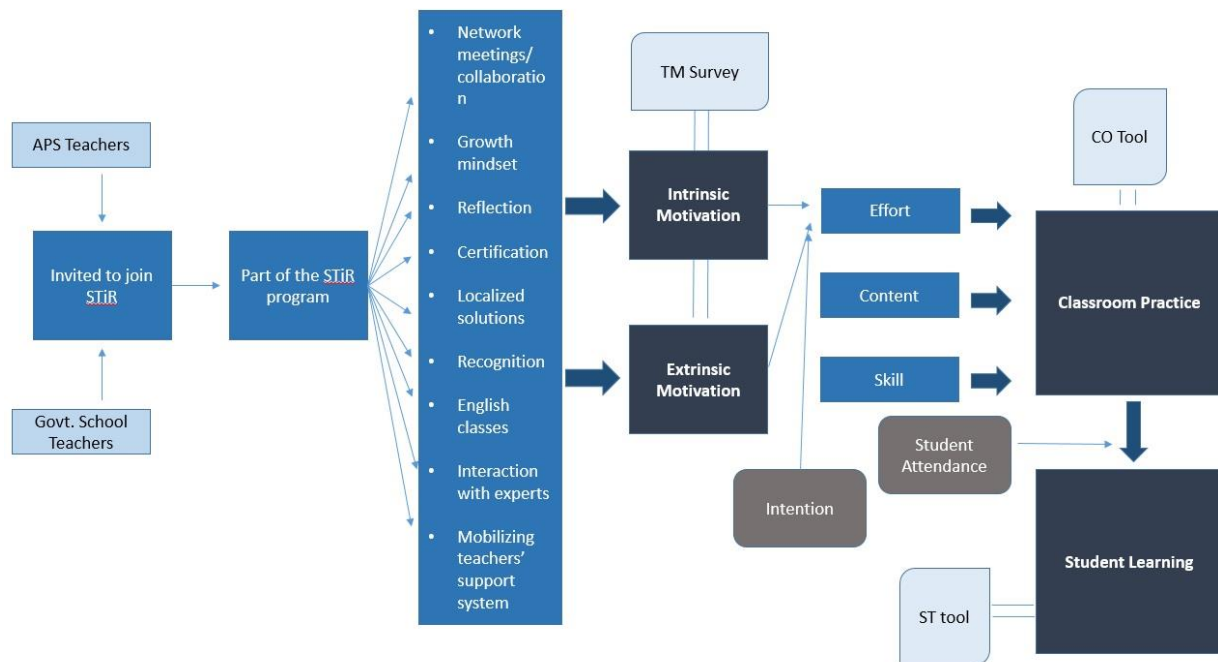 APS Teachers
Invited to join
STiR
Govt. School
Teachers
Part of the STiR
program
• Network
meetings/
collaboratio
n
• Growth
mindset
• Reflection
• Certification
• Localized
solutions
• Recognition
• English
classes
• Interaction
with experts
• Mobilizing
teachers'
support
system
TM Survey
Intrinsic
Motivation
Extrinsic
Motivation
Intention
Effort
Content
Skill
Student
Attendance
CO Tool
Classroom Practice
Student Learning
ST tool